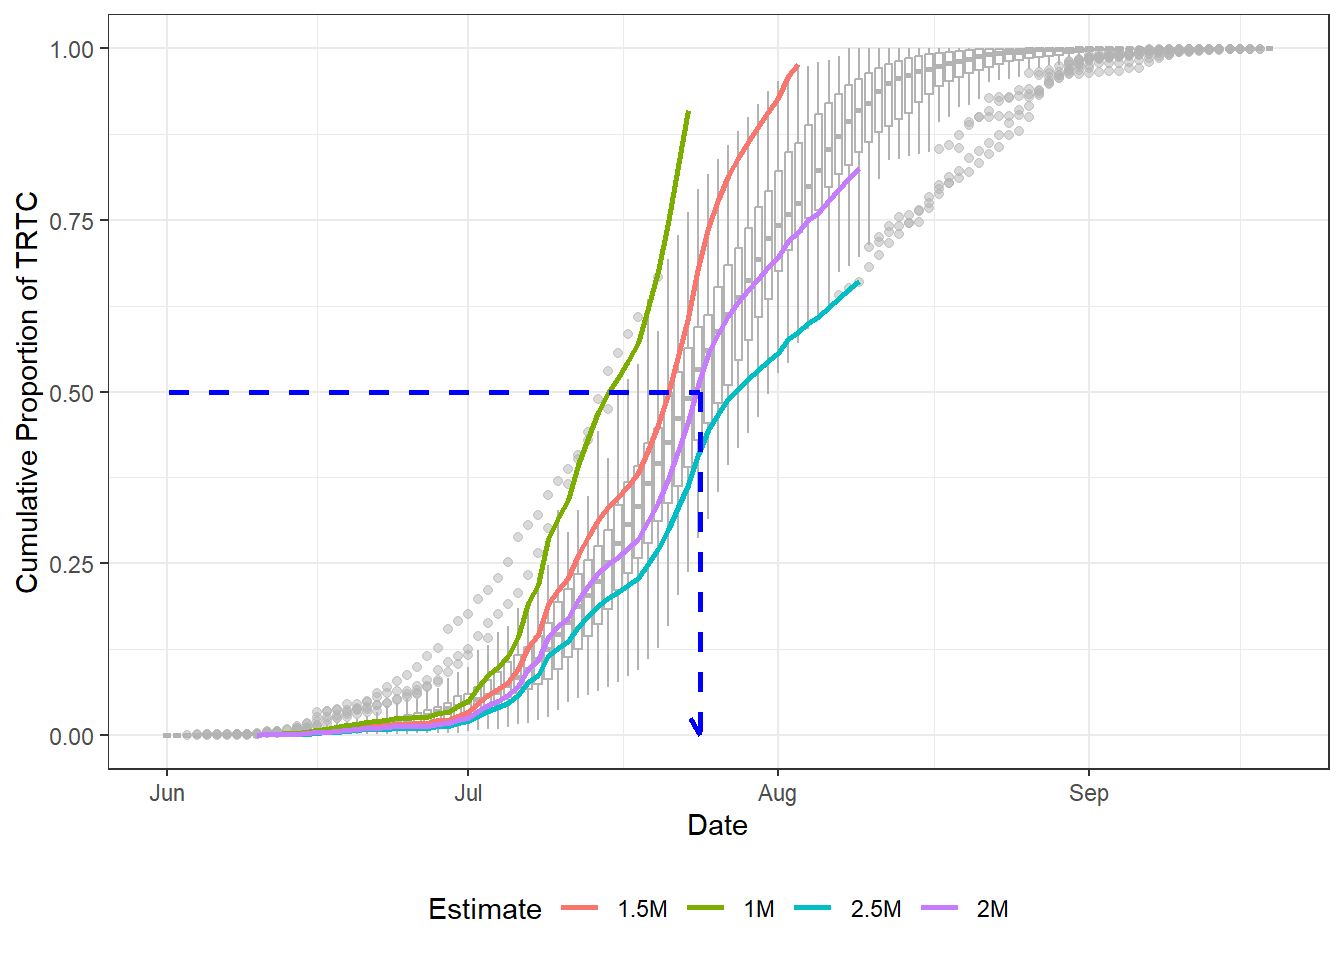 1.00
0.75
0.50
0.25
0.00
Cumulative Proportion of TRTC
Jun Jul Aug Sep
Date
Estimate 1.5M 1M 2.5M 2M